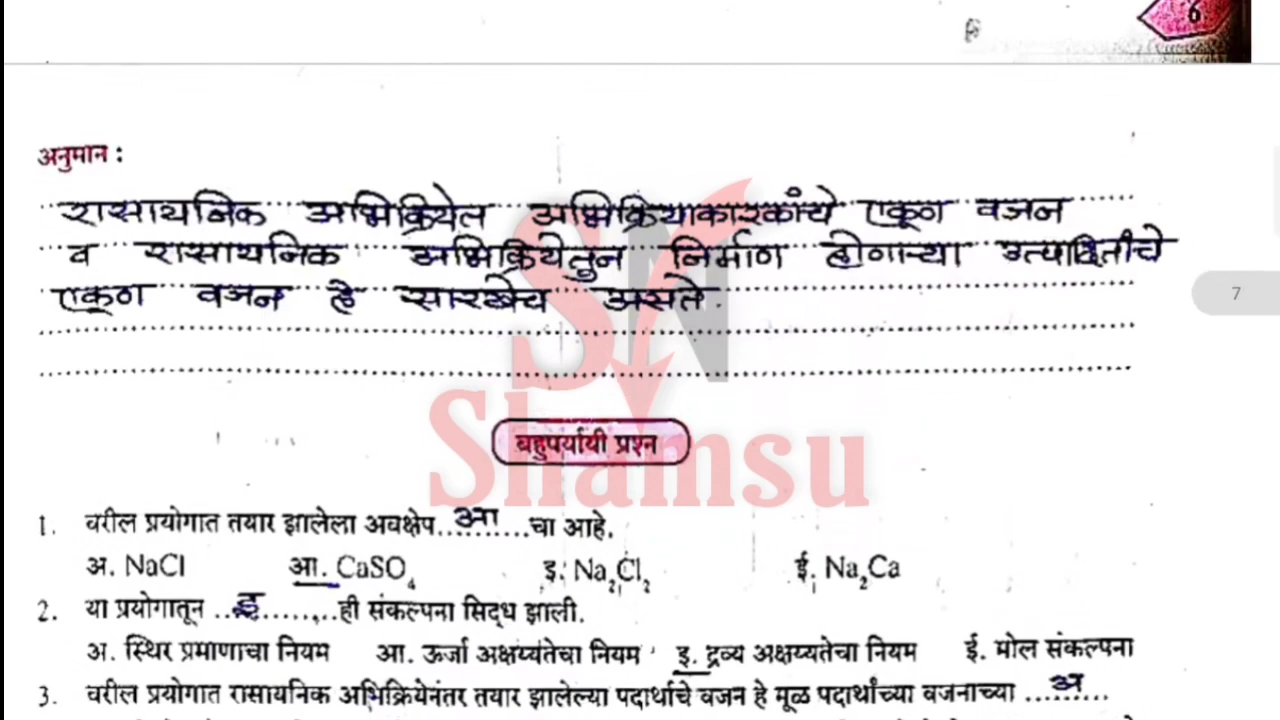 6
अनुमान :
रासायनिक अभिक्रियेत अभिक्रियाकारकांचे एकूण वजन
व रासायनिक अभिक्रियेतुन निर्माण होणाऱ्या उत्पादितीचे
एकूण वजन हे सारखेच असते.
SN
Shamsu
बहुपर्यायी प्रश्न
1. वरील प्रयोगात तयार झालेला अवक्षेप..आ..चा आहे.
अ. NaCl आ. CaSO₄ इ. Na₂Cl₂ ई. Na₂Ca
2. या प्रयोगातून ..इ.......ही संकल्पना सिद्ध झाली.
अ. स्थिर प्रमाणाचा नियम आ. ऊर्जा अक्षय्यतेचा नियम इ. द्रव्य अक्षय्यतेचा नियम ई. मोल संकल्पना
3. वरील प्रयोगात रासायनिक अभिक्रियेनंतर तयार झालेल्या पदार्थाचे वजन हे मूळ पदार्थांच्या वजनाच्या ..अ....
7